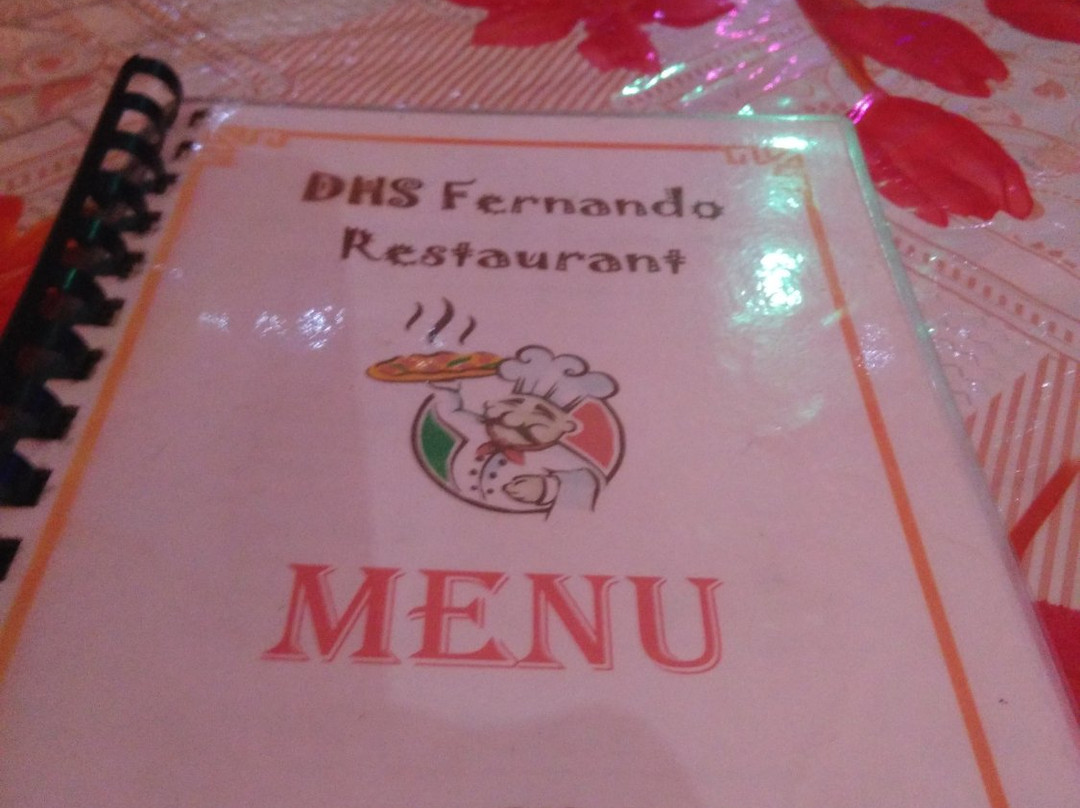 DHS Fernando
Restaurant
MENU